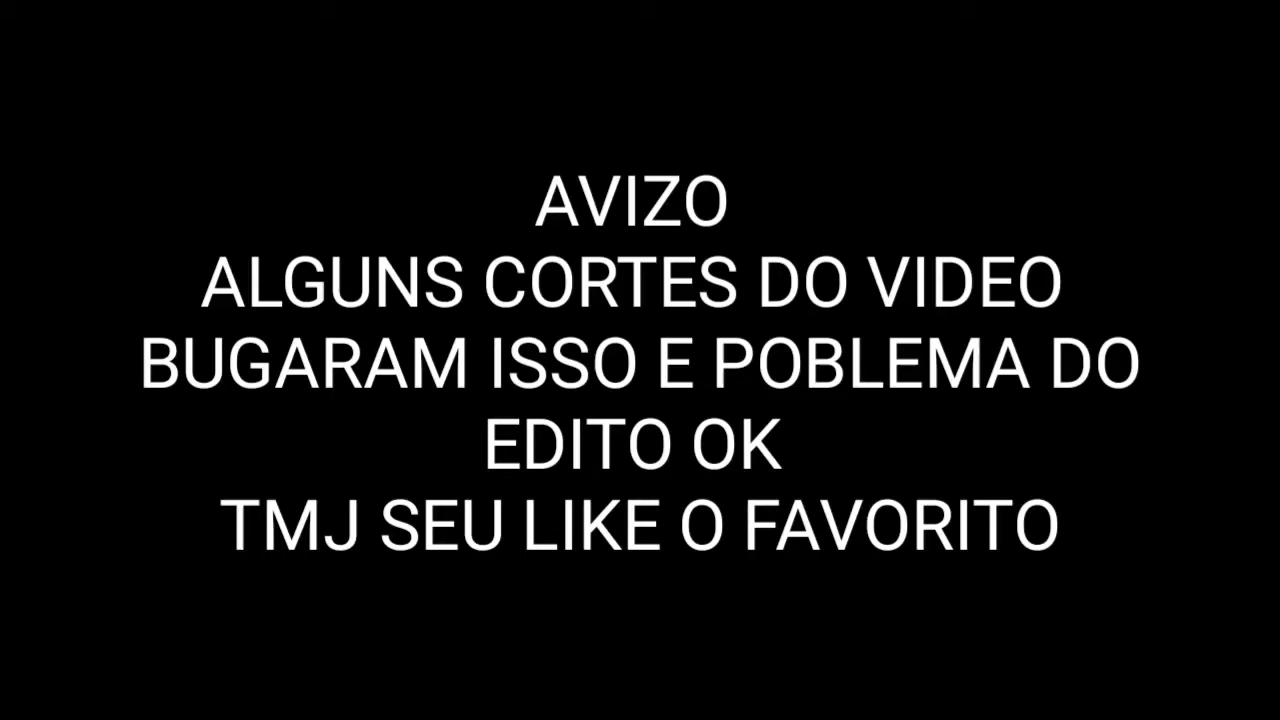 AVIZO
ALGUNS CORTES DO VIDEO
BUGARAM ISSO E POBLEMA DO
EDITO OK
TMJ SEU LIKE O FAVORITO